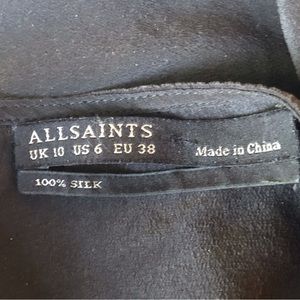 ALLSAINTS
UK 10 US 6 EU 38 Made in China
100% SILK